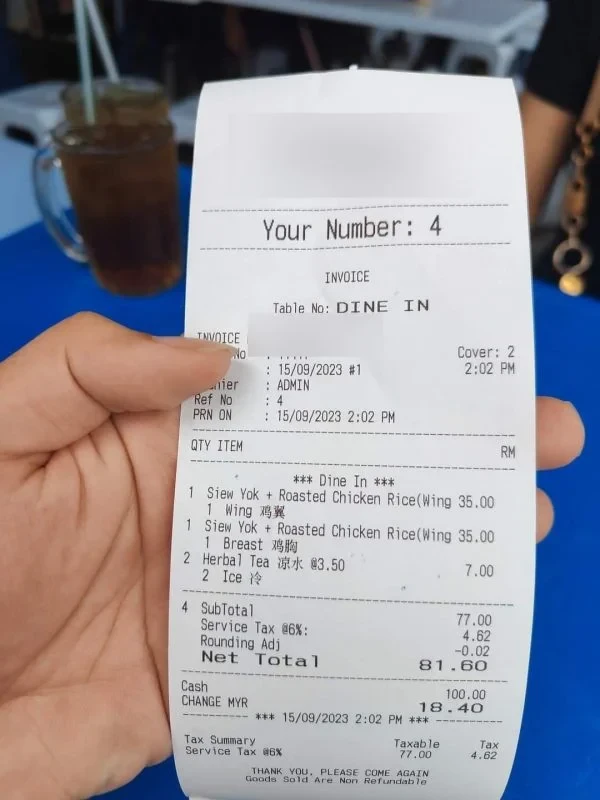 Your Number: 4
INVOICE
Table No: DINE IN
INVOICE
No : Cover: 2
: 15/09/2023 #1 2:02 PM
: ADMIN
Ref No : 4
PRN ON : 15/09/2023 2:02 PM
QTY ITEM RM
*** Dine In ***
1 Siew Yok + Roasted Chicken Rice(Wing 35.00
1 Wing 鸡翼
1 Siew Yok + Roasted Chicken Rice(Wing 35.00
1 Breast 鸡胸
2 Herbal Tea 凉水 @3.50 7.00
2 Ice 冷
4 SubTotal 77.00
Service Tax @6%: 4.62
Rounding Adj -0.02
Net Total 81.60
Cash 100.00
CHANGE MYR 18.40
*** 15/09/2023 2:02 PM ***
Tax Summary Taxable Tax
Service Tax @6% 77.00 4.62
THANK YOU, PLEASE COME AGAIN
Goods Sold Are Non Refundable